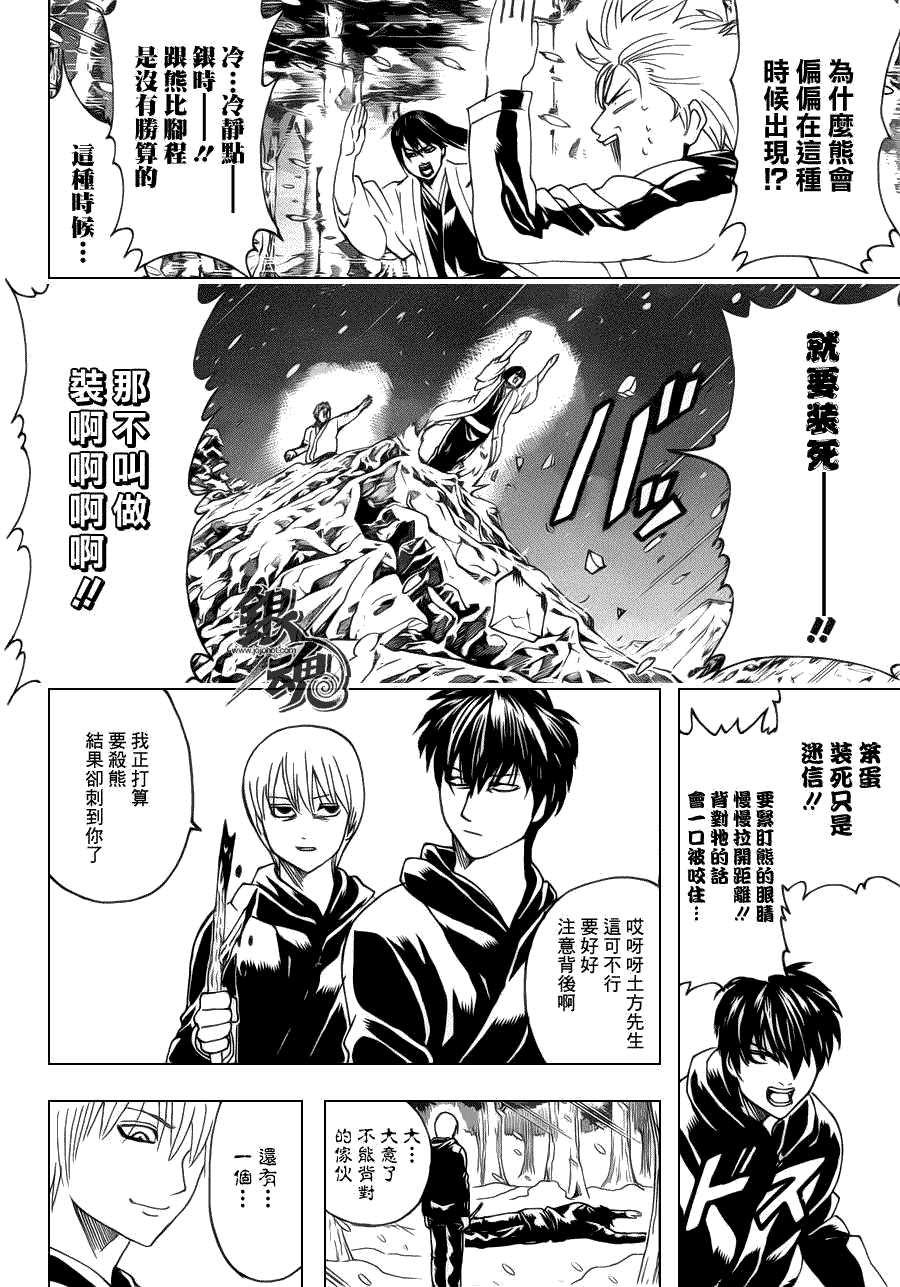 為什麼熊會
偏偏在這種
時候出現!?
冷…冷靜點——
銀時——!!
跟熊比腳程
是沒有勝算的
這種時候…
就要裝死——!!
バッ
那不叫做
裝啊啊啊啊!!
銀魂
www.jojohot.com
笨蛋
裝死只是
迷信!!
要緊盯熊的眼睛
慢慢拉開距離!!
背對牠的話
會一口被咬住…
ドス
哎呀呀土方先生
這可不行
要好好
注意背後啊
我正打算
要殺熊
結果卻刺到你了
大…
大意了
不能背對
的傢伙
還有…
一個…